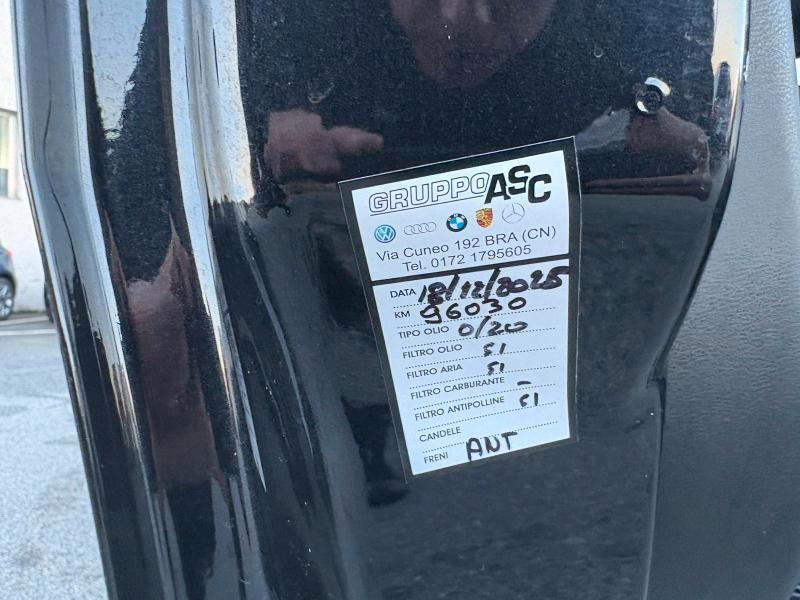 GRUPPO ASC
Via Cuneo 192 BRA (CN)
Tel. 0172 1795605
DATA 18/12/2025
KM 96030
TIPO OLIO 0/20
FILTRO OLIO SI
FILTRO ARIA SI
FILTRO CARBURANTE –
FILTRO ANTIPOLLINE SI
CANDELE
FRENI ANT